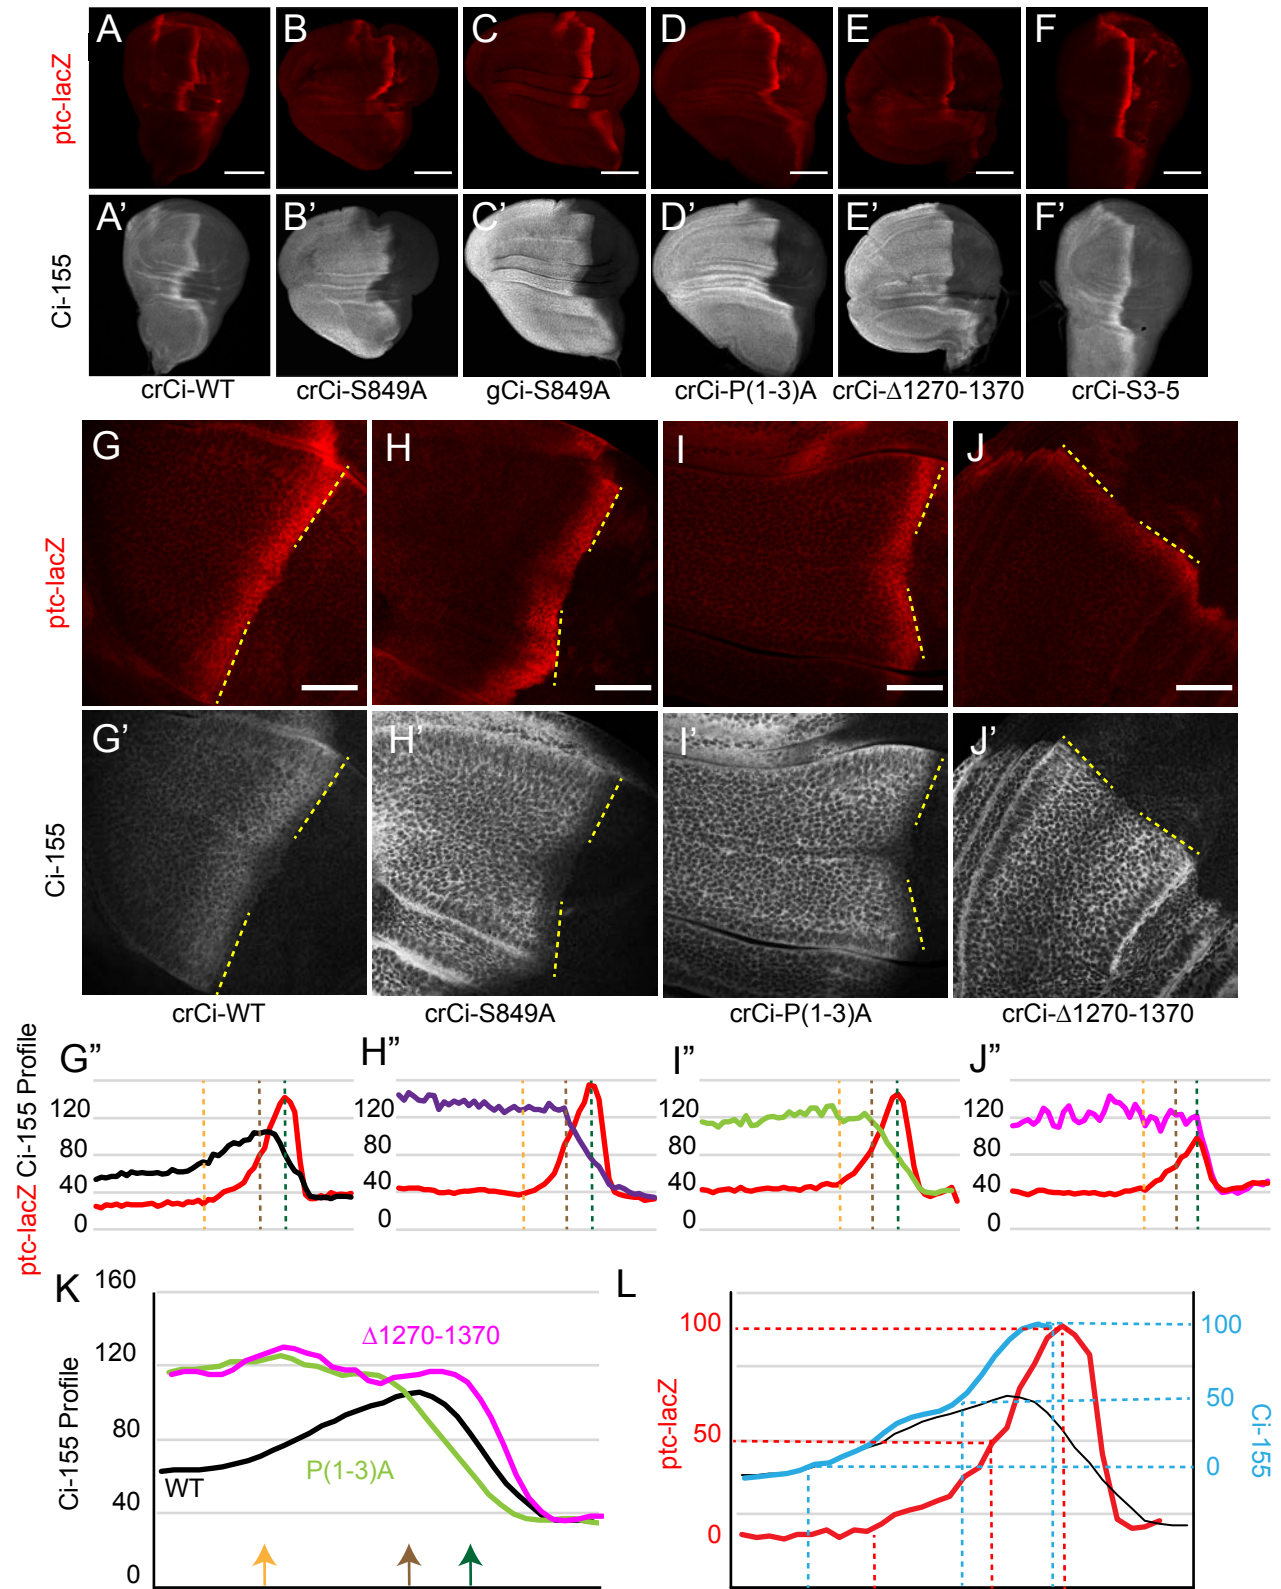 A B C D E F
ptc-lacZ
A’ B’ C’ D’ E’ F’
Ci-155
crCi-WT crCi-S849A gCi-S849A crCi-P(1-3)A crCi-Δ1270-1370 crCi-S3-5
G H I J
ptc-lacZ
G’ H’ I’ J’
Ci-155
crCi-WT crCi-S849A crCi-P(1-3)A crCi-Δ1270-1370
G” H” I” J”
ptc-lacZ Ci-155 Profile
120 120 120 120
80 80 80 80
40 40 40 40
0 0 0 0
K L
Ci-155 Profile
160
120
80
40
0
Δ1270-1370
P(1-3)A
WT
ptc-lacZ
100
50
0
100
50
0
Ci-155